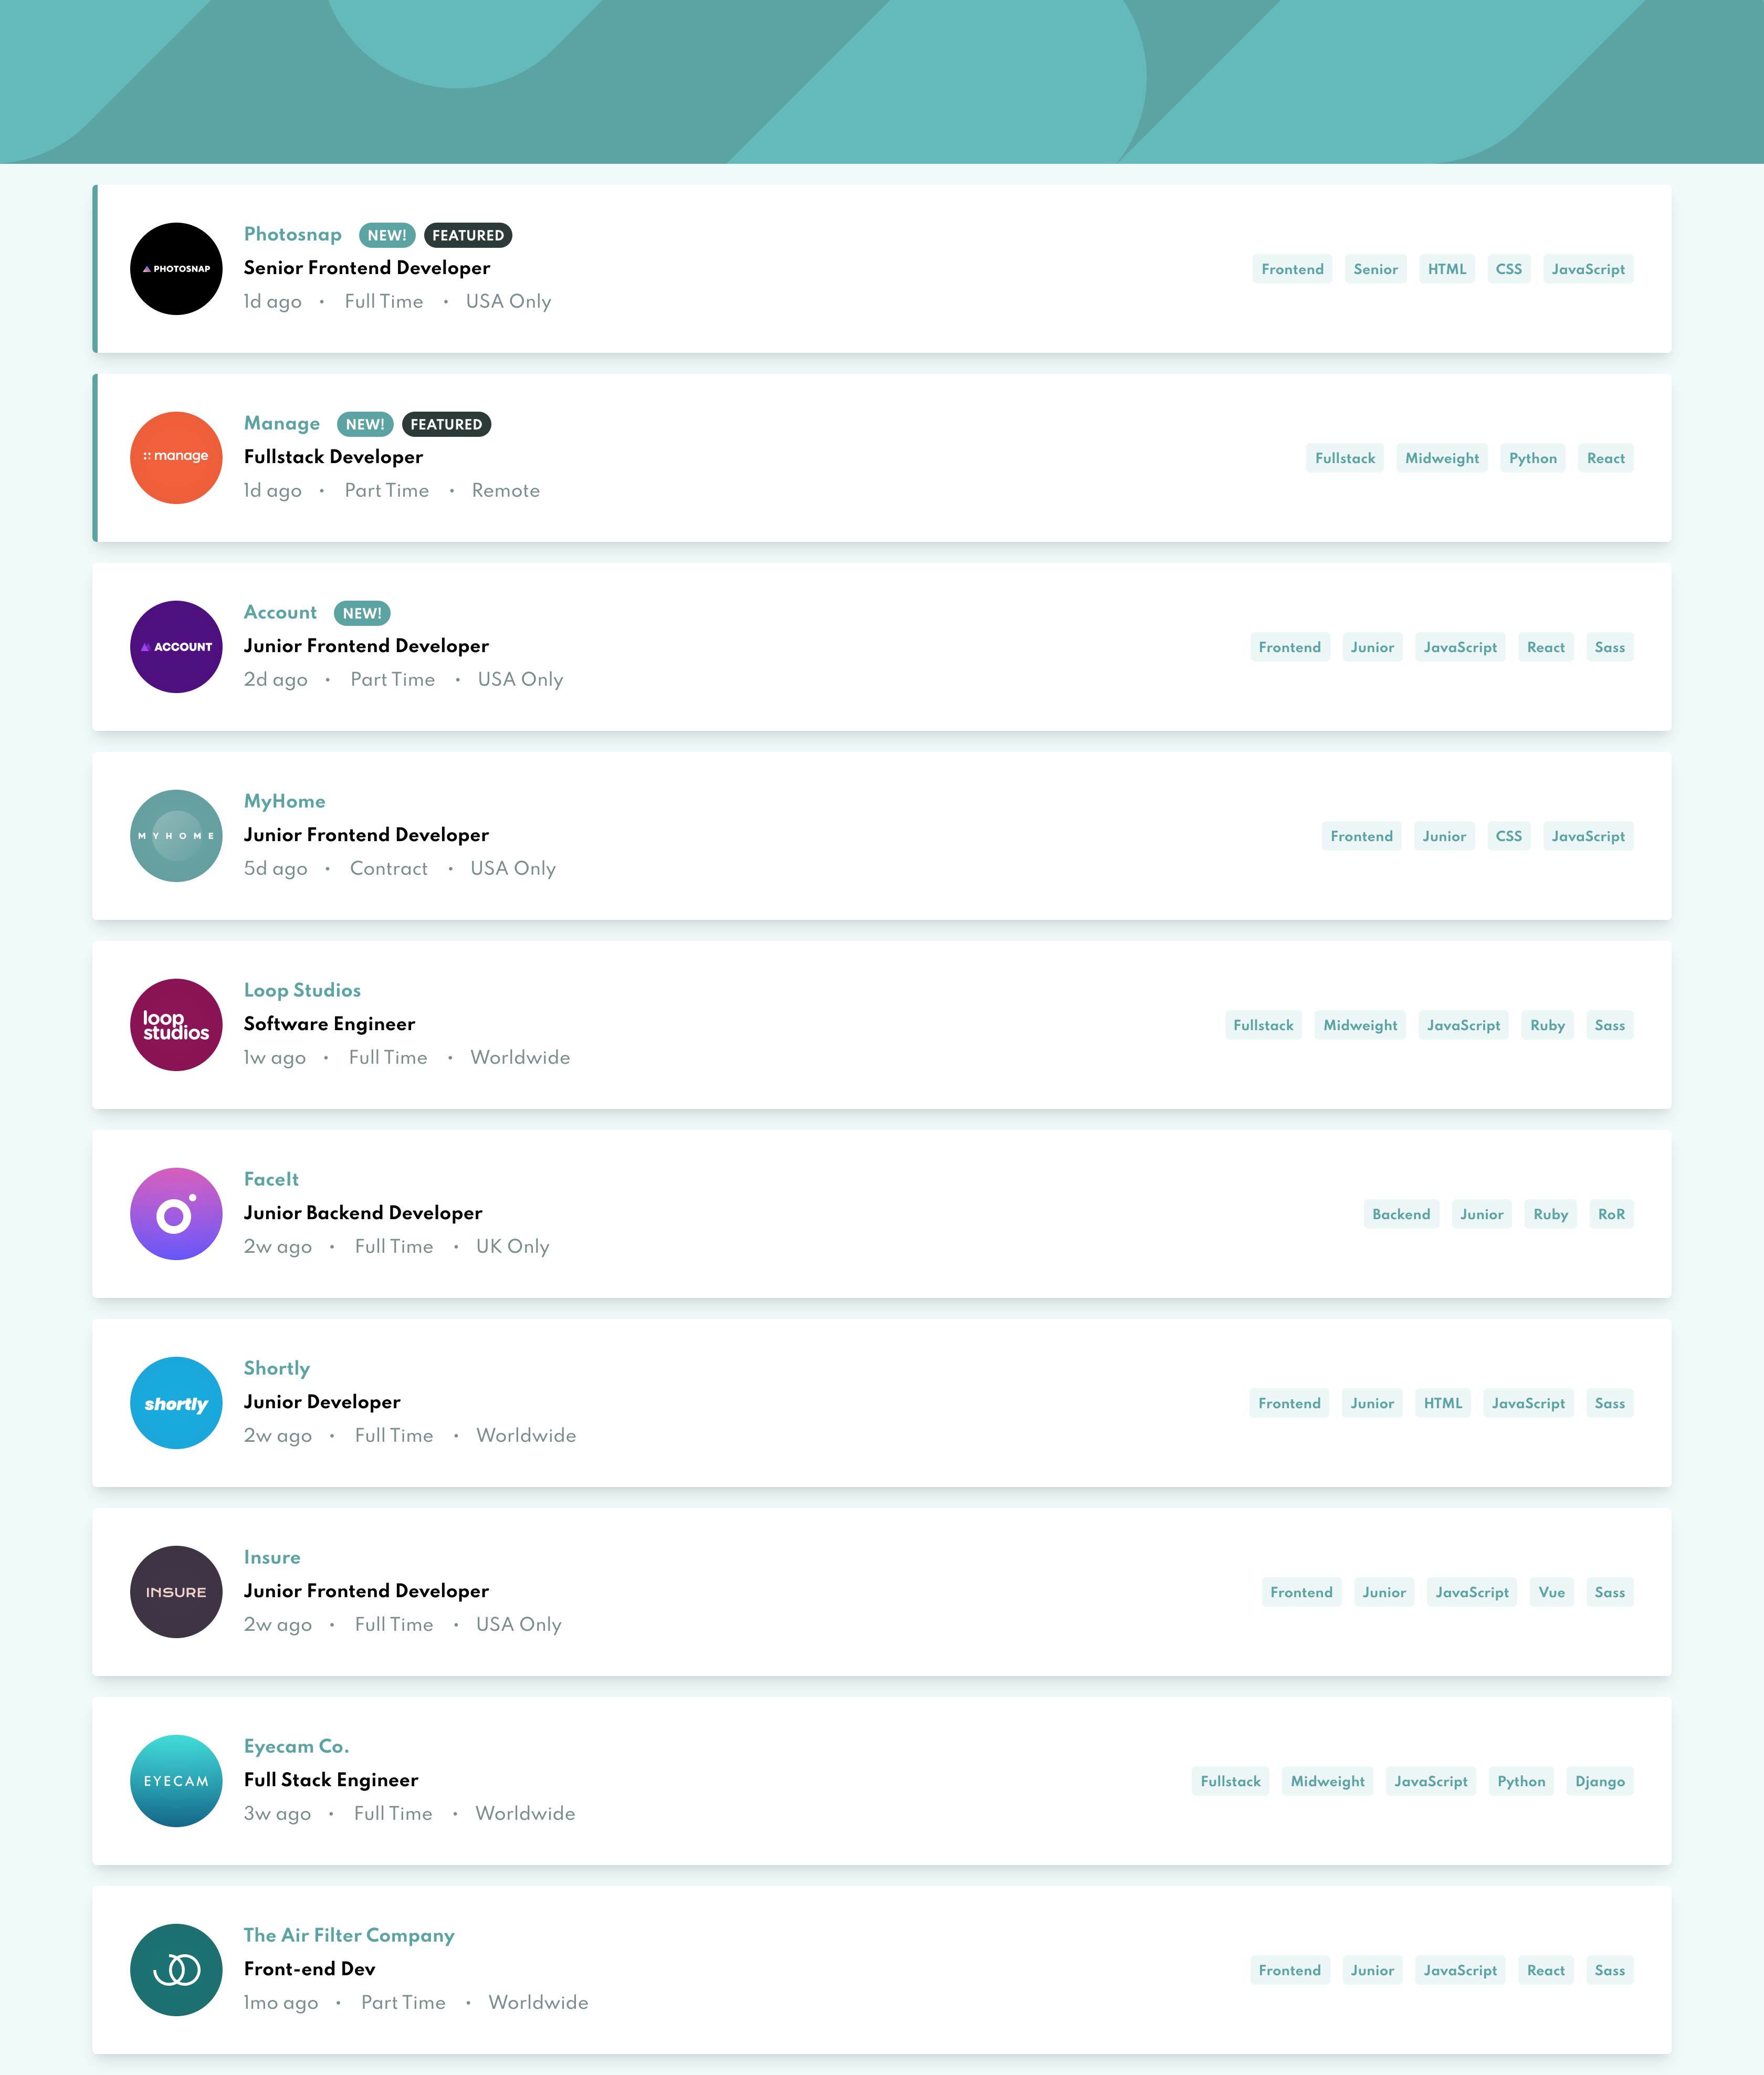 PHOTOSNAP
Photosnap NEW! FEATURED
Senior Frontend Developer
1d ago • Full Time • USA Only
Frontend Senior HTML CSS JavaScript
manage
Manage NEW! FEATURED
Fullstack Developer
1d ago • Part Time • Remote
Fullstack Midweight Python React
ACCOUNT
Account NEW!
Junior Frontend Developer
2d ago • Part Time • USA Only
Frontend Junior JavaScript React Sass
MYHOME
MyHome
Junior Frontend Developer
5d ago • Contract • USA Only
Frontend Junior CSS JavaScript
loop
studios
Loop Studios
Software Engineer
1w ago • Full Time • Worldwide
Fullstack Midweight JavaScript Ruby Sass
FaceIt
Junior Backend Developer
2w ago • Full Time • UK Only
Backend Junior Ruby RoR
shortly
Shortly
Junior Developer
2w ago • Full Time • Worldwide
Frontend Junior HTML JavaScript Sass
INSURE
Insure
Junior Frontend Developer
2w ago • Full Time • USA Only
Frontend Junior JavaScript Vue Sass
EYECAM
Eyecam Co.
Full Stack Engineer
3w ago • Full Time • Worldwide
Fullstack Midweight JavaScript Python Django
The Air Filter Company
Front-end Dev
1mo ago • Part Time • Worldwide
Frontend Junior JavaScript React Sass